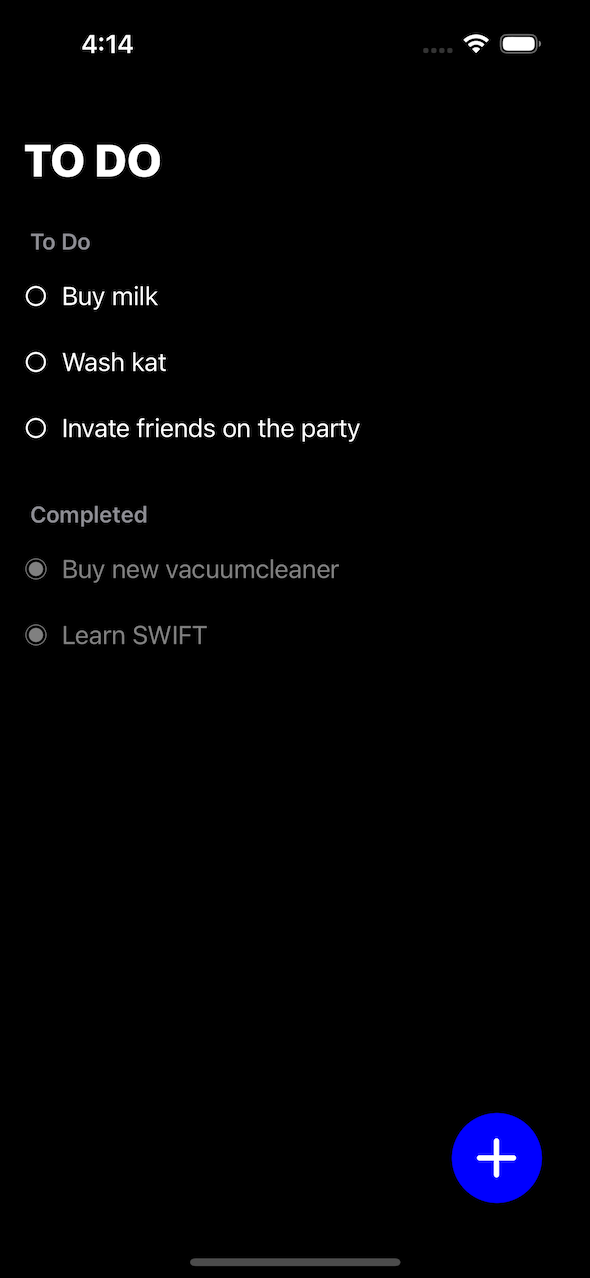 4:14
TO DO
To Do
Buy milk
Wash kat
Invate friends on the party
Completed
Buy new vacuumcleaner
Learn SWIFT